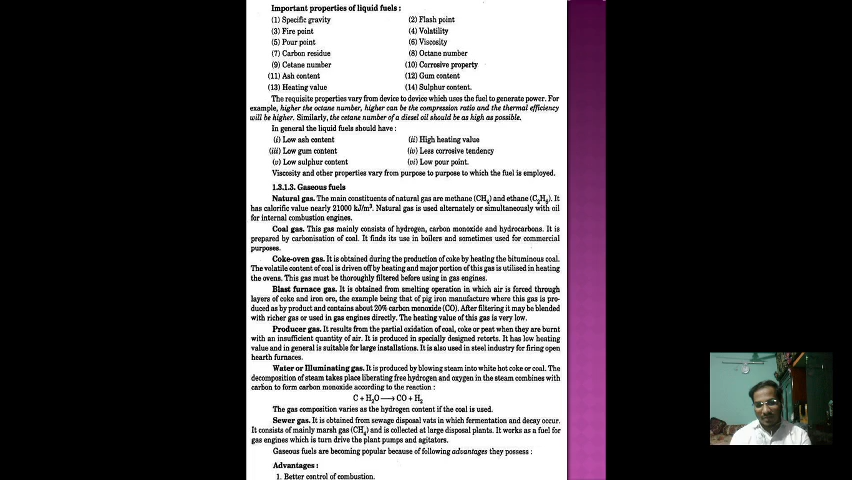 Important properties of liquid fuels :
(1) Specific gravity (2) Flash point
(3) Fire point (4) Volatility
(5) Pour point (6) Viscosity
(7) Carbon residue (8) Octane number
(9) Cetane number (10) Corrosive property
(11) Ash content (12) Gum content
(13) Heating value (14) Sulphur content.
The requisite properties vary from device to device which uses the fuel to generate power. For
example, higher the octane number, higher can be the compression ratio and the thermal efficiency
will be higher. Similarly, the cetane number of a diesel oil should be as high as possible.
In general the liquid fuels should have :
(i) Low ash content (ii) High heating value
(iii) Low gum content (iv) Less corrosive tendency
(v) Low sulphur content (vi) Low pour point.
Viscosity and other properties vary from purpose to purpose to which the fuel is employed.
1.3.1.3. Gaseous fuels
Natural gas. The main constituents of natural gas are methane (CH₄) and ethane (C₂H₆). It
has calorific value nearly 21000 kJ/m³. Natural gas is used alternately or simultaneously with oil
for internal combustion engines.
Coal gas. This gas mainly consists of hydrogen, carbon monoxide and hydrocarbons. It is
prepared by carbonisation of coal. It finds its use in boilers and sometimes used for commercial
purposes.
Coke-oven gas. It is obtained during the production of coke by heating the bituminous coal.
The volatile content of coal is driven off by heating and major portion of this gas is utilised in heating
the ovens. This gas must be thoroughly filtered before using in gas engines.
Blast furnace gas. It is obtained from smelting operation in which air is forced through
layers of coke and iron ore, the example being that of pig iron manufacture where this gas is pro-
duced as by product and contains about 20% carbon monoxide (CO). After filtering it may be blended
with richer gas or used in gas engines directly. The heating value of this gas is very low.
Producer gas. It results from the partial oxidation of coal, coke or peat when they are burnt
with an insufficient quantity of air. It is produced in specially designed retorts. It has low heating
value and in general is suitable for large installations. It is also used in steel industry for firing open
hearth furnaces.
Water or Illuminating gas. It is produced by blowing steam into white hot coke or coal. The
decomposition of steam takes place liberating free hydrogen and oxygen in the steam combines with
carbon to form carbon monoxide according to the reaction :
C + H₂O ⟶ CO + H₂
The gas composition varies as the hydrogen content if the coal is used.
Sewer gas. It is obtained from sewage disposal vats in which fermentation and decay occur.
It consists of mainly marsh gas (CH₄) and is collected at large disposal plants. It works as a fuel for
gas engines which is turn drive the plant pumps and agitators.
Gaseous fuels are becoming popular because of following advantages they possess :
Advantages :
1. Better control of combustion.